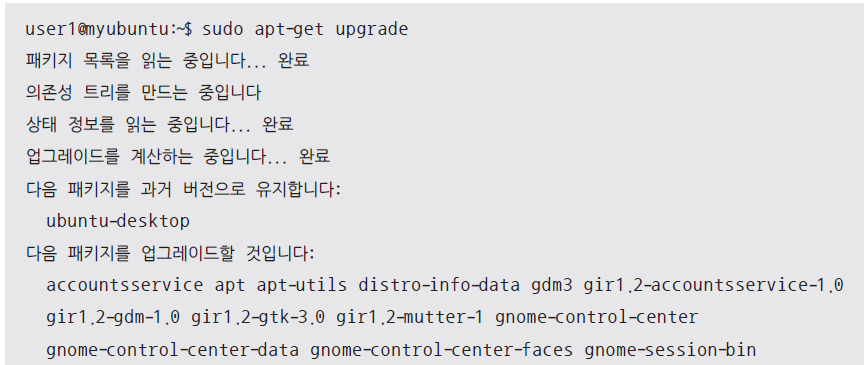 user1@myubuntu:~$ sudo apt-get upgrade
패키지 목록을 읽는 중입니다... 완료
의존성 트리를 만드는 중입니다
상태 정보를 읽는 중입니다... 완료
업그레이드를 계산하는 중입니다... 완료
다음 패키지를 과거 버전으로 유지합니다:
ubuntu-desktop
다음 패키지를 업그레이드할 것입니다:
accountsservice apt apt-utils distro-info-data gdm3 gir1.2-accountsservice-1.0
gir1.2-gdm-1.0 gir1.2-gtk-3.0 gir1.2-mutter-1 gnome-control-center
gnome-control-center-data gnome-control-center-faces gnome-session-bin